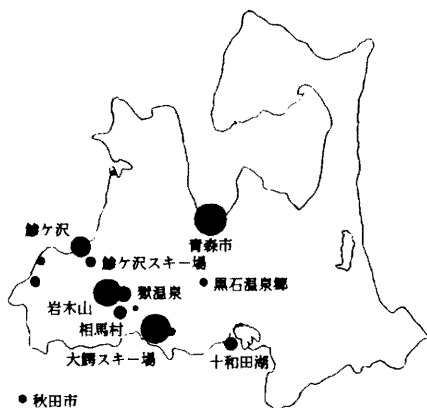 青森市
鰺ケ沢
鰺ケ沢スキー場
黒石温泉郷
嶽温泉
岩木山
相馬村
大鰐スキー場
十和田湖
秋田市